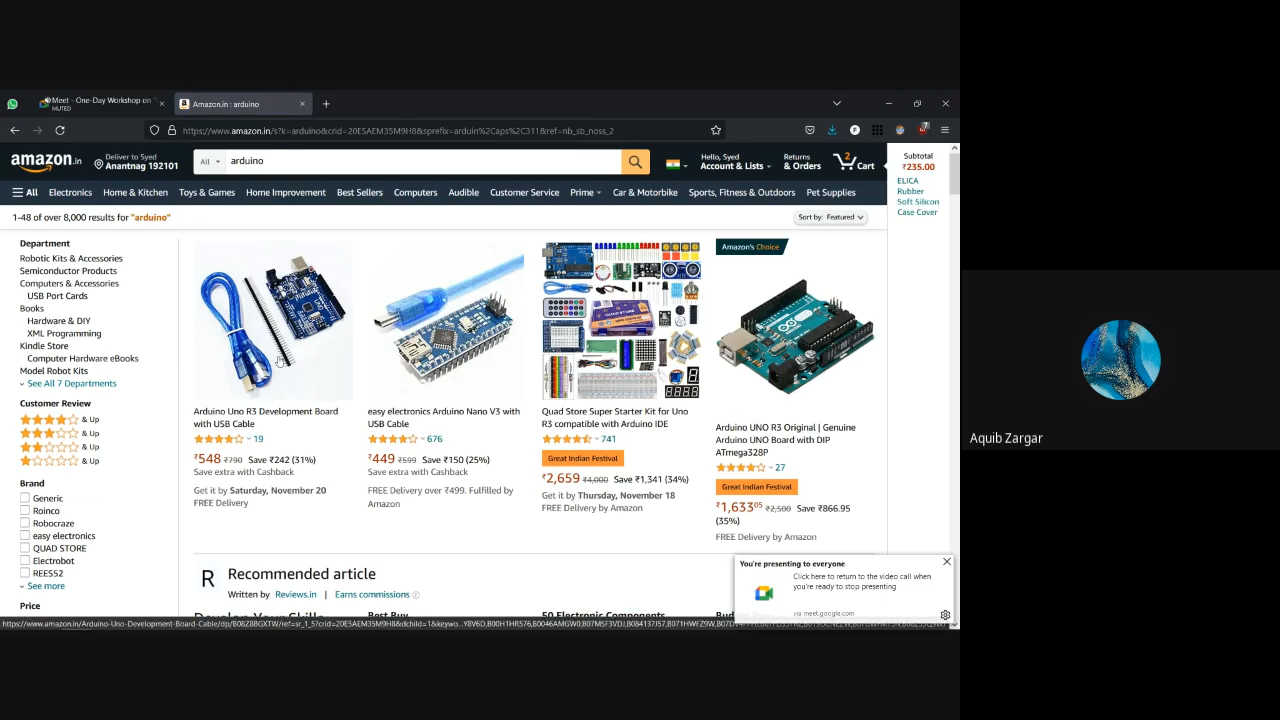 Meet - One-Day Workshop on
MUTED
Amazon.in : arduino
https://www.amazon.in/s?k=arduino&crid=20E5AEM35M9H8&sprefix=arduin%2Caps%2C311&ref=nb_sb_noss_2
amazon.in
Deliver to Syed
Anantnag 192101
All
arduino
Hello, Syed
Account & Lists
Returns
& Orders
2
Cart
Subtotal
₹235.00
ELICA
Rubber
Soft Silicon
Case Cover
All
Electronics
Home & Kitchen
Toys & Games
Home Improvement
Best Sellers
Computers
Audible
Customer Service
Prime
Car & Motorbike
Sports, Fitness & Outdoors
Pet Supplies
1-48 of over 8,000 results for "arduino"
Sort by: Featured
Department
Robotic Kits & Accessories
Semiconductor Products
Computers & Accessories
USB Port Cards
Books
Hardware & DIY
XML Programming
Kindle Store
Computer Hardware eBooks
Model Robot Kits
See All 7 Departments
Customer Review
& Up
& Up
& Up
& Up
Brand
Generic
Roinco
Robocraze
easy electronics
QUAD STORE
Electrobot
REES52
See more
Price
Arduino Uno R3 Development Board
with USB Cable
19
₹548 ₹790 Save ₹242 (31%)
Save extra with Cashback
Get it by Saturday, November 20
FREE Delivery
easy electronics Arduino Nano V3 with
USB Cable
676
₹449 ₹599 Save ₹150 (25%)
Save extra with Cashback
FREE Delivery over ₹499. Fulfilled by
Amazon
Quad Store Super Starter Kit for Uno
R3 compatible with Arduino IDE
741
Great Indian Festival
₹2,659 ₹4,000 Save ₹1,341 (34%)
Get it by Thursday, November 18
FREE Delivery by Amazon
Amazon's Choice
Arduino UNO R3 Original | Genuine
Arduino UNO Board with DIP
ATmega328P
27
Great Indian Festival
₹1,633.05 ₹2,500 Save ₹866.95
(35%)
FREE Delivery by Amazon
R
Recommended article
Written by Reviews.in | Earns commissions
Develop Your Skills
Best Buy
50 Electronic Components
You're presenting to everyone
Click here to return to the video call when
you're ready to stop presenting
via meet.google.com
Aquib Zargar